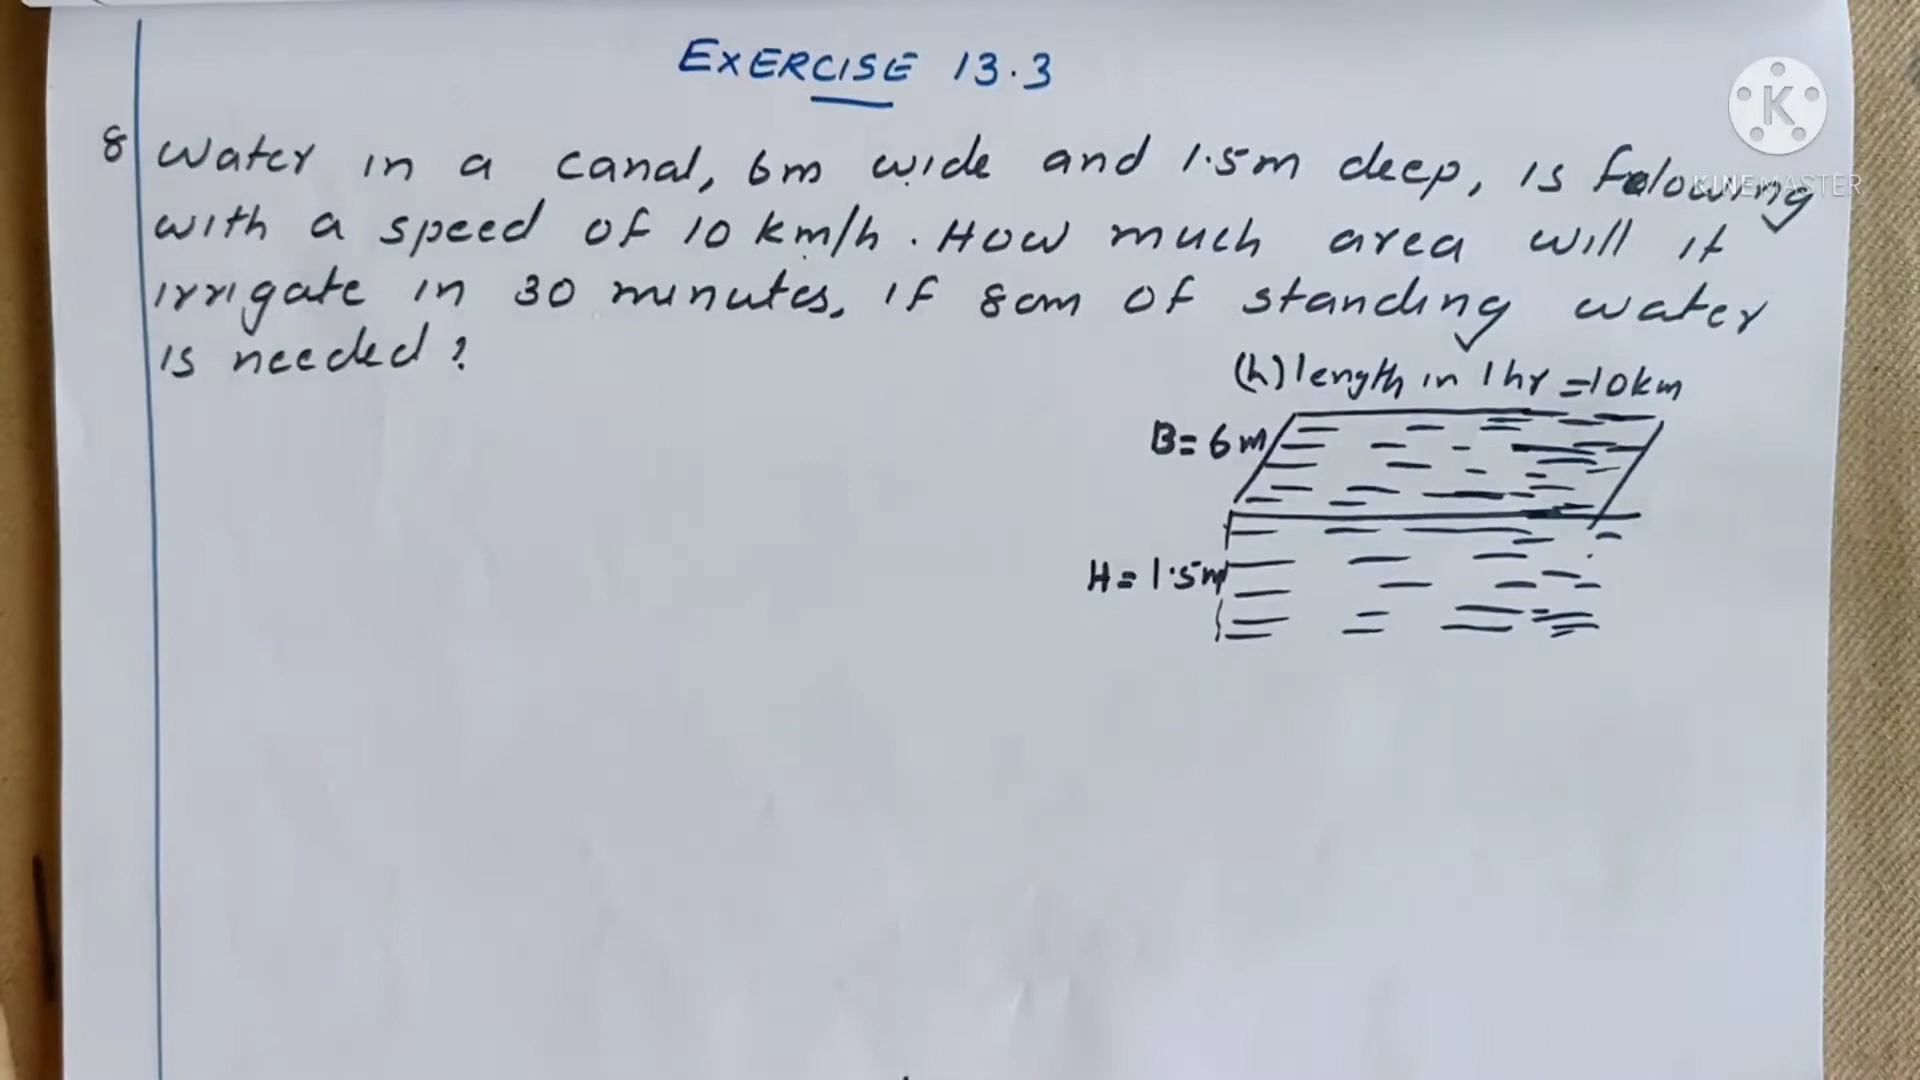 EXERCISE 13.3
K
KINEMASTER
8 Water in a canal, 6m wide and 1.5m deep, is folowing
with a speed of 10 km/h. How much area will it
irrigate in 30 minutes, if 8cm of standing water
is needed?
(h) length in 1hr = 10km
B = 6m
H = 1.5m